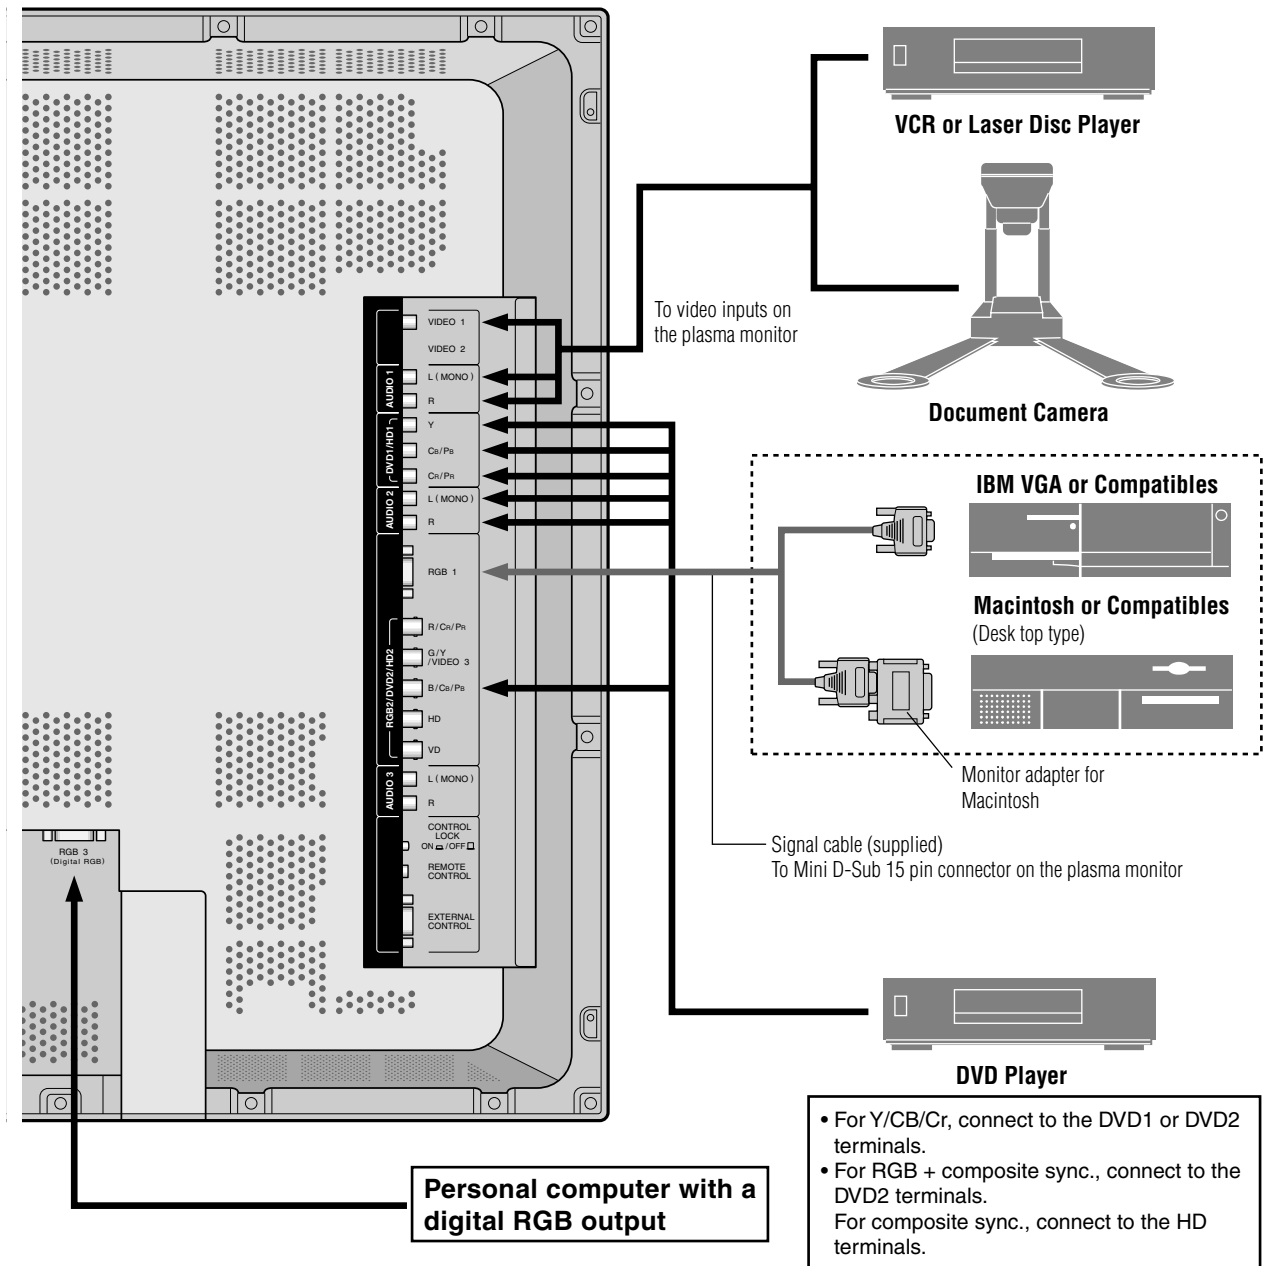 VCR or Laser Disc Player
To video inputs on
the plasma monitor
Document Camera
VIDEO 1
VIDEO 2
AUDIO 1
L ( MONO )
R
DVD1/HD1
Y
CB/PB
CR/PR
AUDIO 2
L ( MONO )
R
RGB 1
RGB2/DVD2/HD2
R/CR/PR
G/Y
/VIDEO 3
B/CB/PB
HD
VD
AUDIO 3
L ( MONO )
R
CONTROL
LOCK
ON /OFF
REMOTE
CONTROL
EXTERNAL
CONTROL
IBM VGA or Compatibles
Macintosh or Compatibles
(Desk top type)
Monitor adapter for
Macintosh
Signal cable (supplied)
To Mini D-Sub 15 pin connector on the plasma monitor
RGB 3
(Digital RGB)
DVD Player
• For Y/CB/Cr, connect to the DVD1 or DVD2
terminals.
• For RGB + composite sync., connect to the
DVD2 terminals.
For composite sync., connect to the HD
terminals.
Personal computer with a
digital RGB output